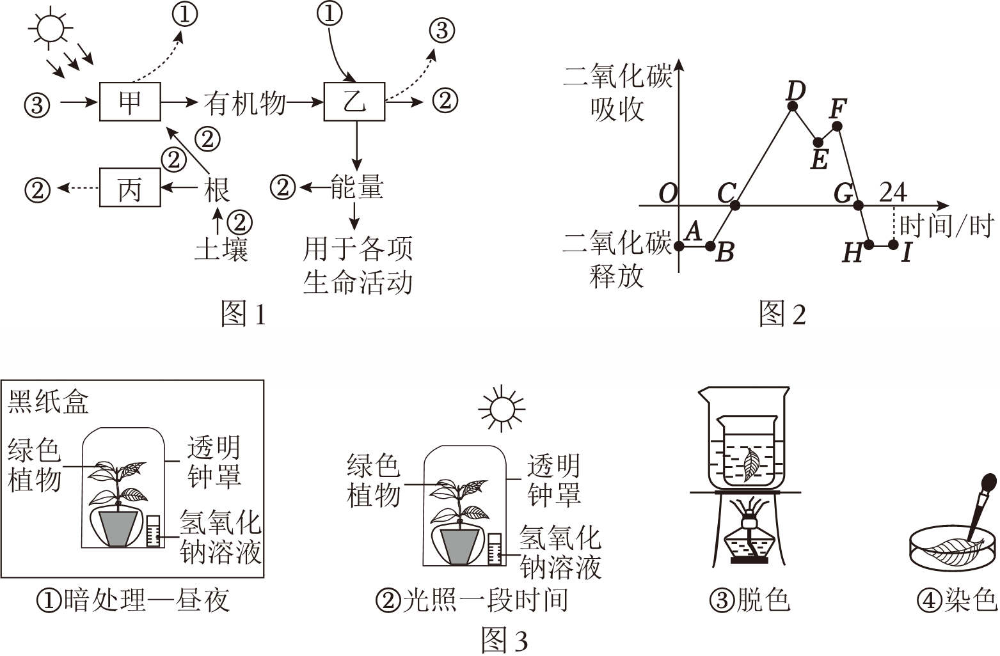 ①
①
③
③
甲
有机物
乙
②
②
②
②
丙
根
②
能量
②
土壤
用于各项
生命活动
图1
二氧化碳
吸收
D
F
E
O
C
G
24
时间/时
二氧化碳
释放
A
B
H
I
图2
黑纸盒
绿色
植物
透明
钟罩
氢氧化
钠溶液
①暗处理—昼夜
绿色
植物
透明
钟罩
氢氧化
钠溶液
②光照一段时间
③脱色
④染色
图3